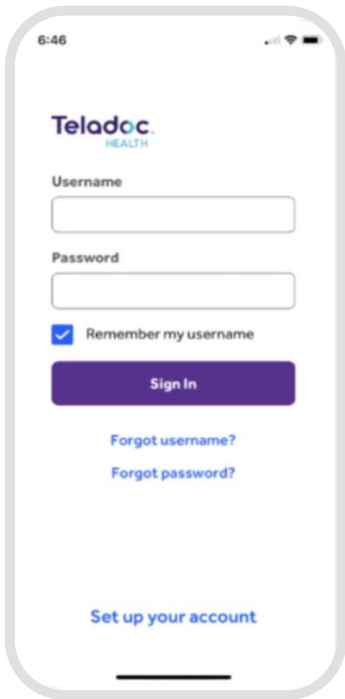 6:46
Teladoc
HEALTH
Username
Password
Remember my username
Sign In
Forgot username?
Forgot password?
Set up your account